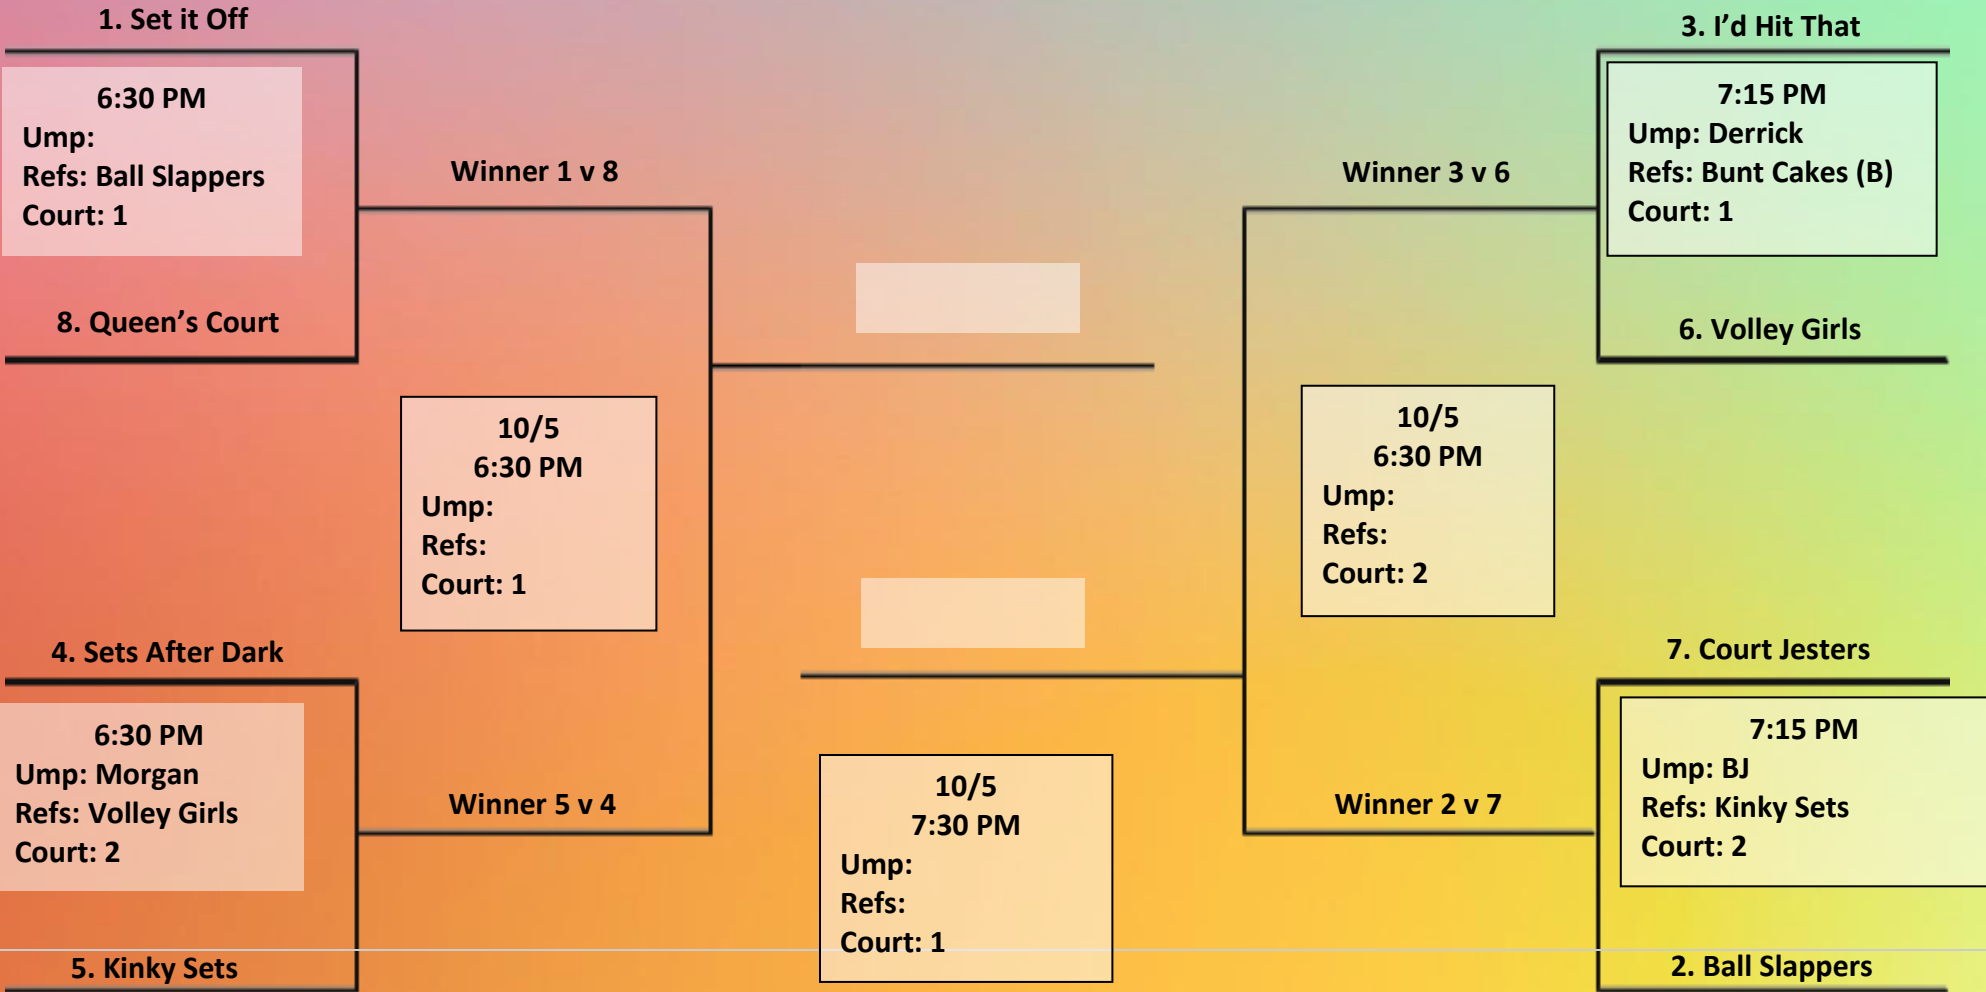 1. Set it Off
6:30 PM
Ump:
Refs: Ball Slappers
Court: 1
8. Queen’s Court
Winner 1 v 8
10/5
6:30 PM
Ump:
Refs:
Court: 1
4. Sets After Dark
6:30 PM
Ump: Morgan
Refs: Volley Girls
Court: 2
5. Kinky Sets
Winner 5 v 4
10/5
7:30 PM
Ump:
Refs:
Court: 1
3. I’d Hit That
7:15 PM
Ump: Derrick
Refs: Bunt Cakes (B)
Court: 1
6. Volley Girls
Winner 3 v 6
10/5
6:30 PM
Ump:
Refs:
Court: 2
Winner 2 v 7
7. Court Jesters
7:15 PM
Ump: BJ
Refs: Kinky Sets
Court: 2
2. Ball Slappers